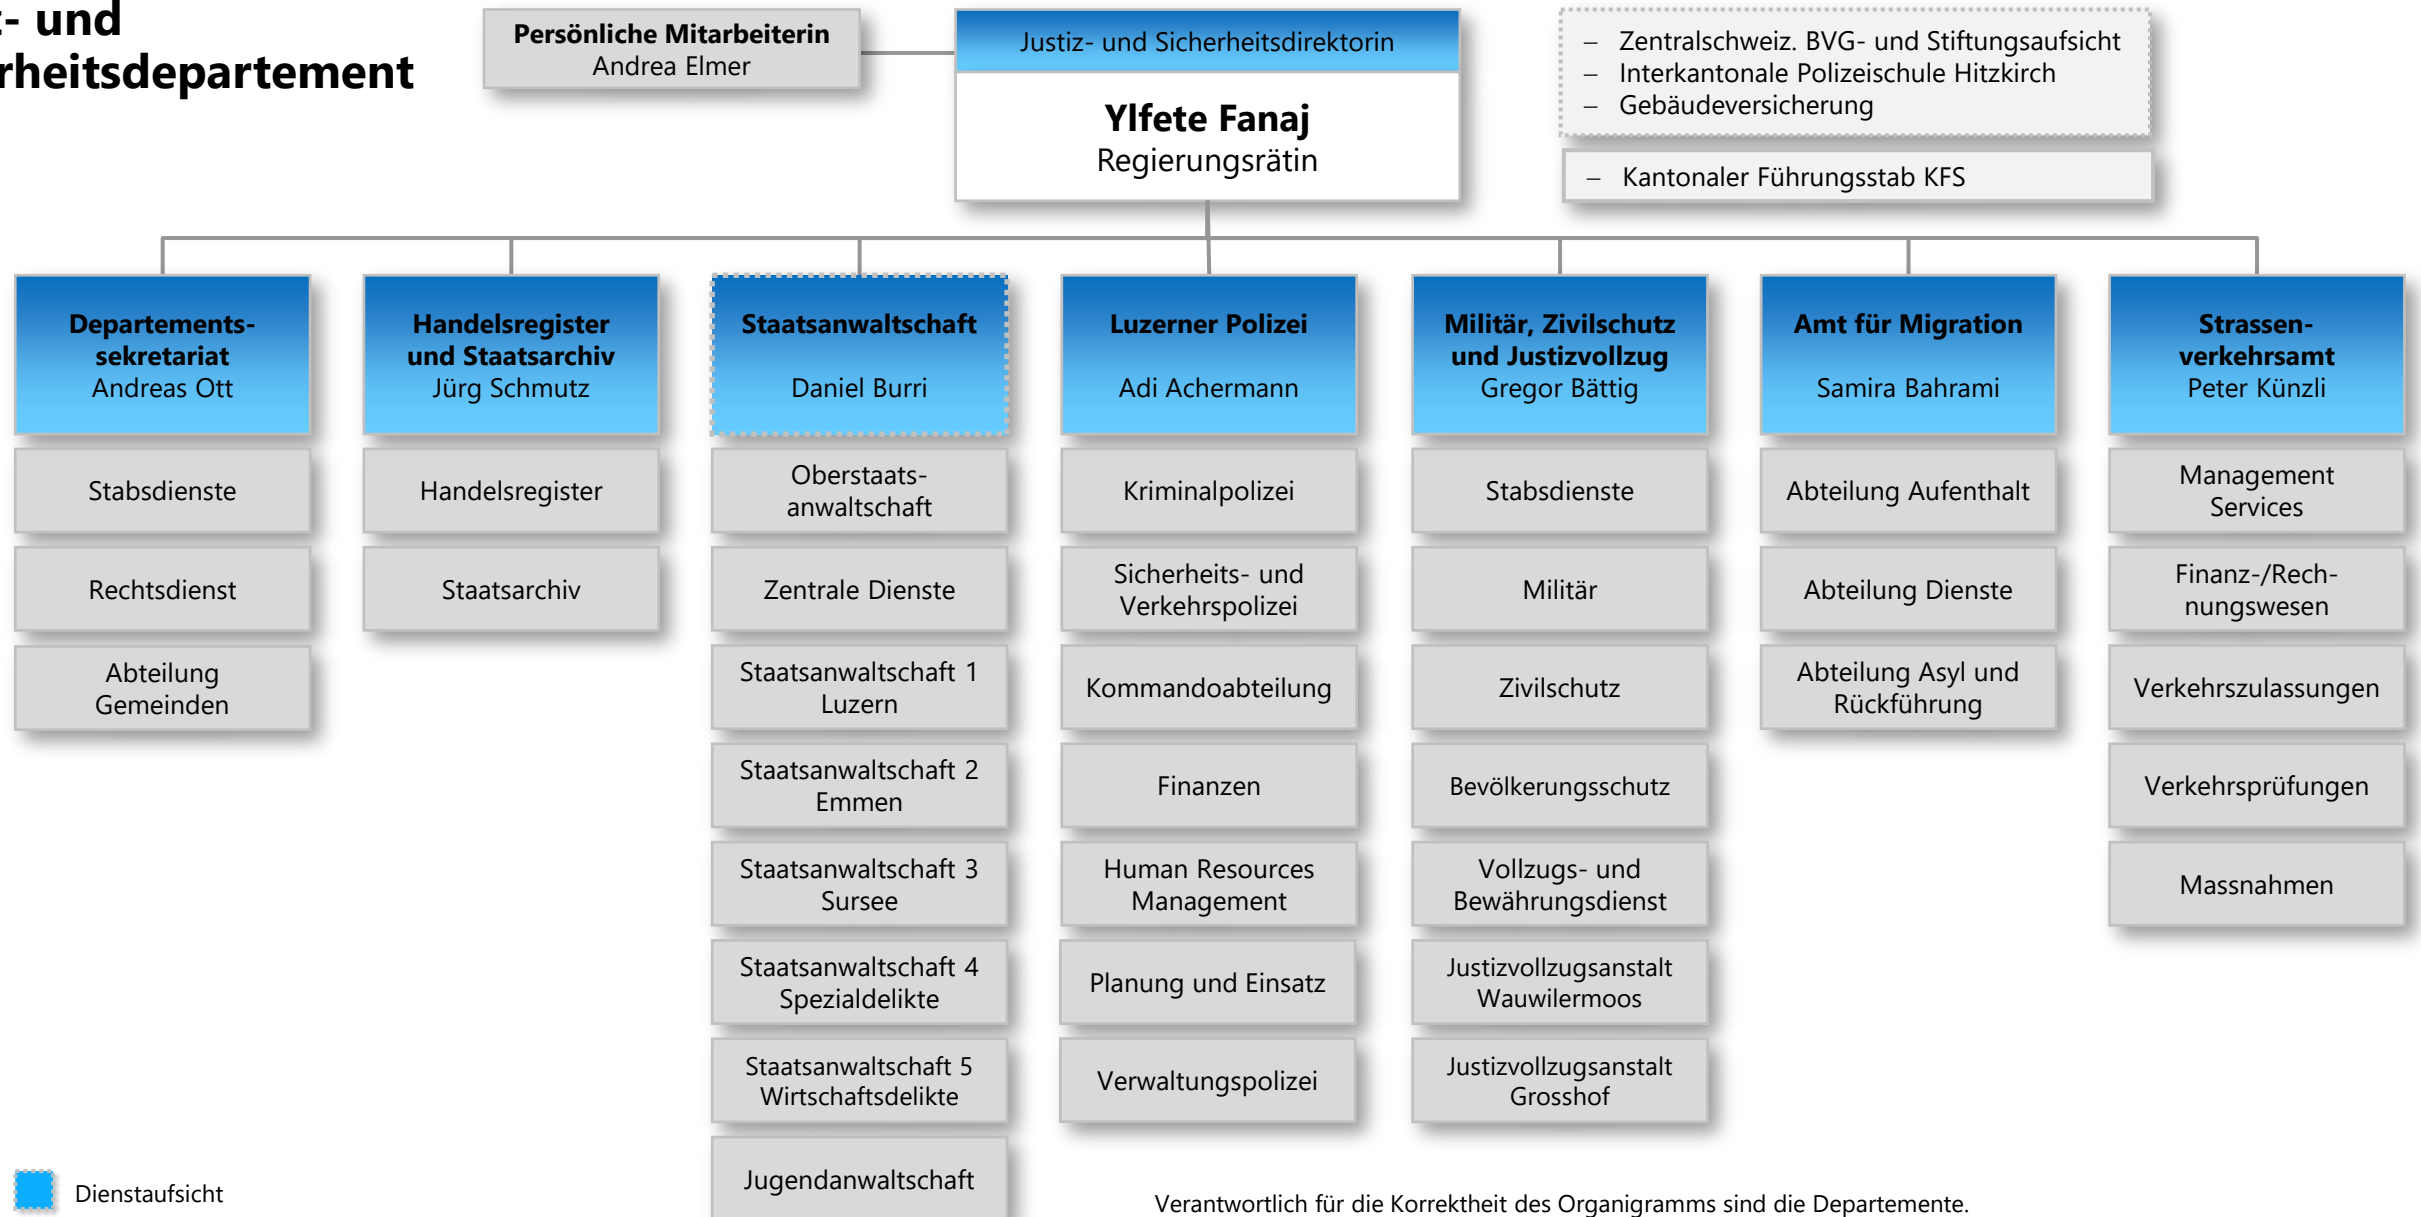 z- und
rheitsdepartement
Persönliche Mitarbeiterin
Andrea Elmer
Justiz- und Sicherheitsdirektorin
Ylfete Fanaj
Regierungsrätin
– Zentralschweiz. BVG- und Stiftungsaufsicht
– Interkantonale Polizeischule Hitzkirch
– Gebäudeversicherung
– Kantonaler Führungsstab KFS
Departements-
sekretariat
Andreas Ott
Stabsdienste
Rechtsdienst
Abteilung
Gemeinden
Handelsregister
und Staatsarchiv
Jürg Schmutz
Handelsregister
Staatsarchiv
Staatsanwaltschaft
Daniel Burri
Oberstaats-
anwaltschaft
Zentrale Dienste
Staatsanwaltschaft 1
Luzern
Staatsanwaltschaft 2
Emmen
Staatsanwaltschaft 3
Sursee
Staatsanwaltschaft 4
Spezialdelikte
Staatsanwaltschaft 5
Wirtschaftsdelikte
Jugendanwaltschaft
Luzerner Polizei
Adi Achermann
Kriminalpolizei
Sicherheits- und
Verkehrspolizei
Kommandoabteilung
Finanzen
Human Resources
Management
Planung und Einsatz
Verwaltungspolizei
Militär, Zivilschutz
und Justizvollzug
Gregor Bättig
Stabsdienste
Militär
Zivilschutz
Bevölkerungsschutz
Vollzugs- und
Bewährungsdienst
Justizvollzugsanstalt
Wauwilermoos
Justizvollzugsanstalt
Grosshof
Amt für Migration
Samira Bahrami
Abteilung Aufenthalt
Abteilung Dienste
Abteilung Asyl und
Rückführung
Strassen-
verkehrsamt
Peter Künzli
Management
Services
Finanz-/Rech-
nungswesen
Verkehrszulassungen
Verkehrsprüfungen
Massnahmen
Dienstaufsicht
Verantwortlich für die Korrektheit des Organigramms sind die Departemente.